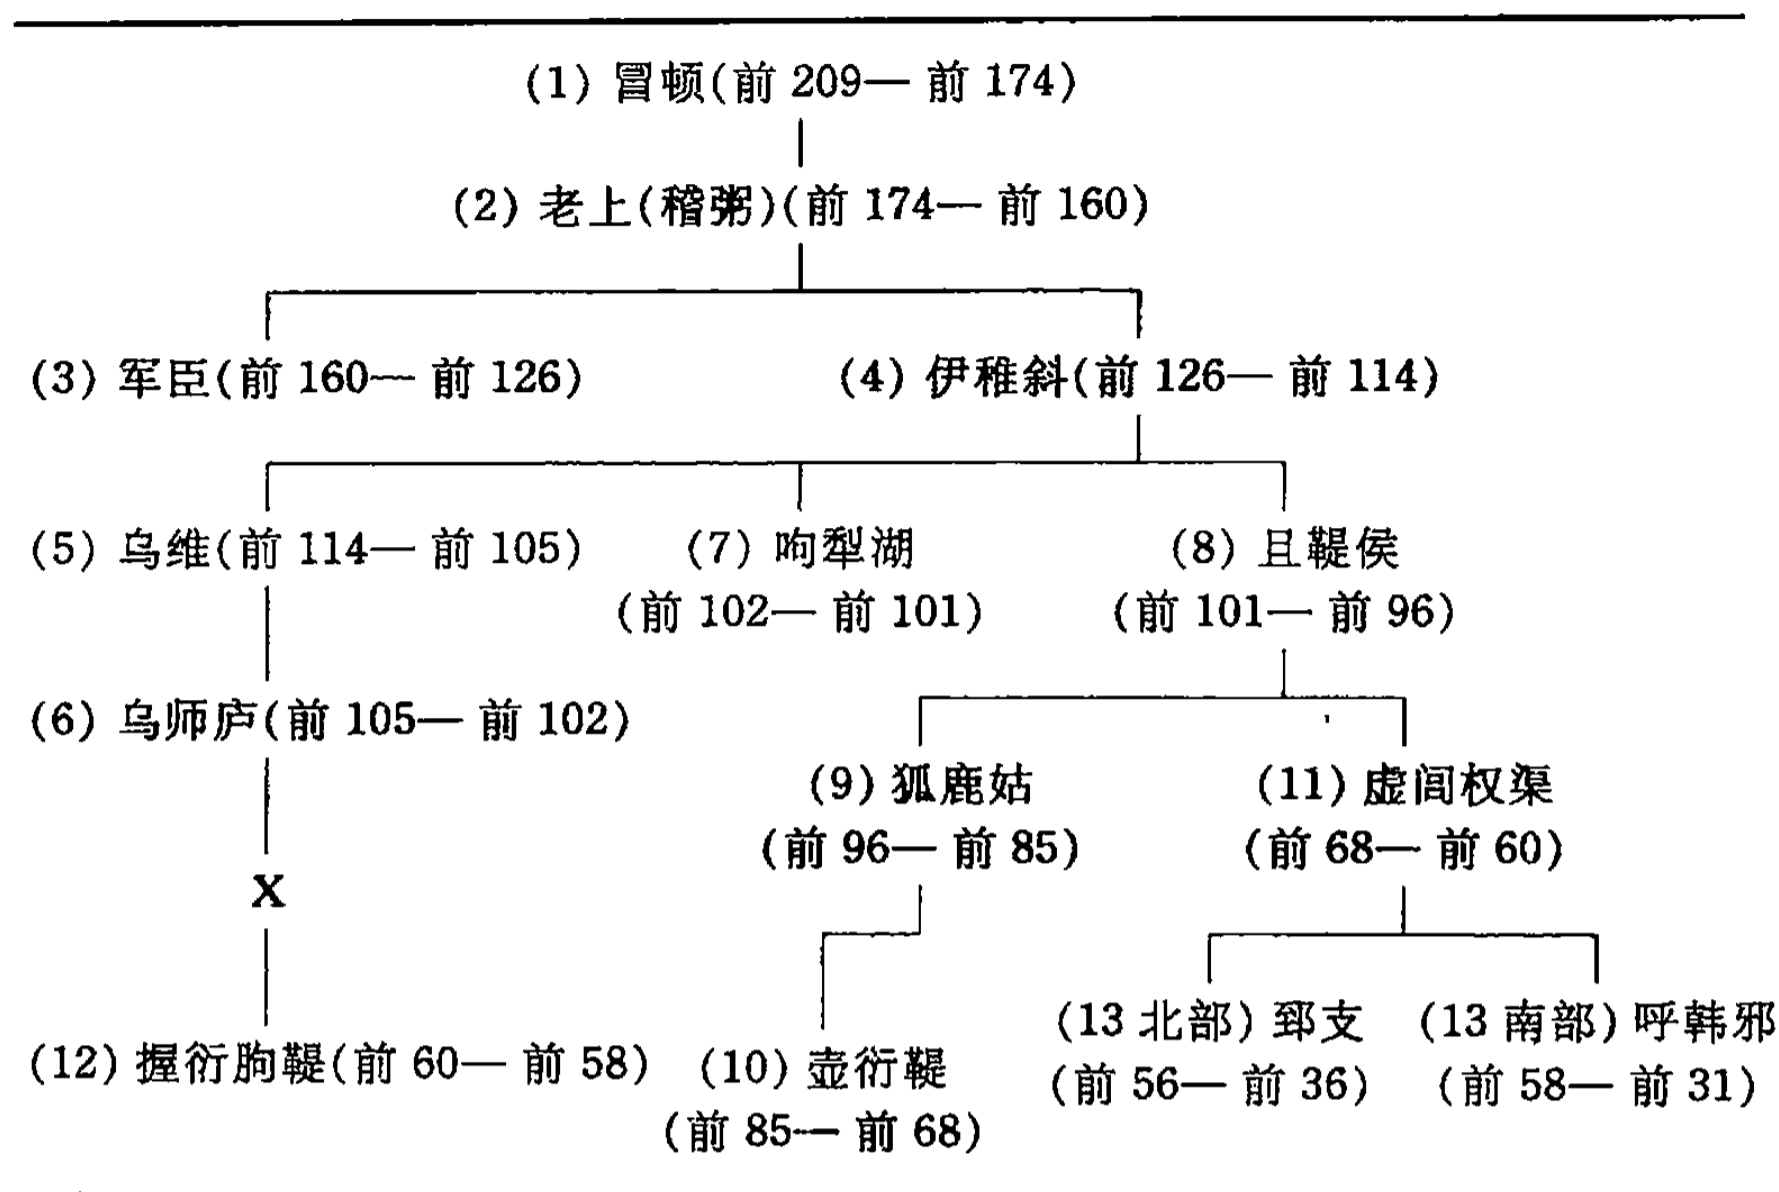 (1) 冒顿(前 209— 前 174)
(2) 老上(稽粥)(前 174— 前 160)
(3) 军臣(前 160— 前 126) (4) 伊稚斜(前 126— 前 114)
(5) 乌维(前 114— 前 105) (7) 呴犁湖 (8) 且鞮侯
(前 102— 前 101) (前 101— 前 96)
(6) 乌师庐(前 105— 前 102)
(9) 狐鹿姑 (11) 虚闾权渠
(前 96— 前 85) (前 68— 前 60)
X
(13 北部) 郅支 (13 南部) 呼韩邪
(12) 握衍朐鞮(前 60— 前 58) (10) 壶衍鞮
(前 56— 前 36) (前 58— 前 31)
(前 85— 前 68)